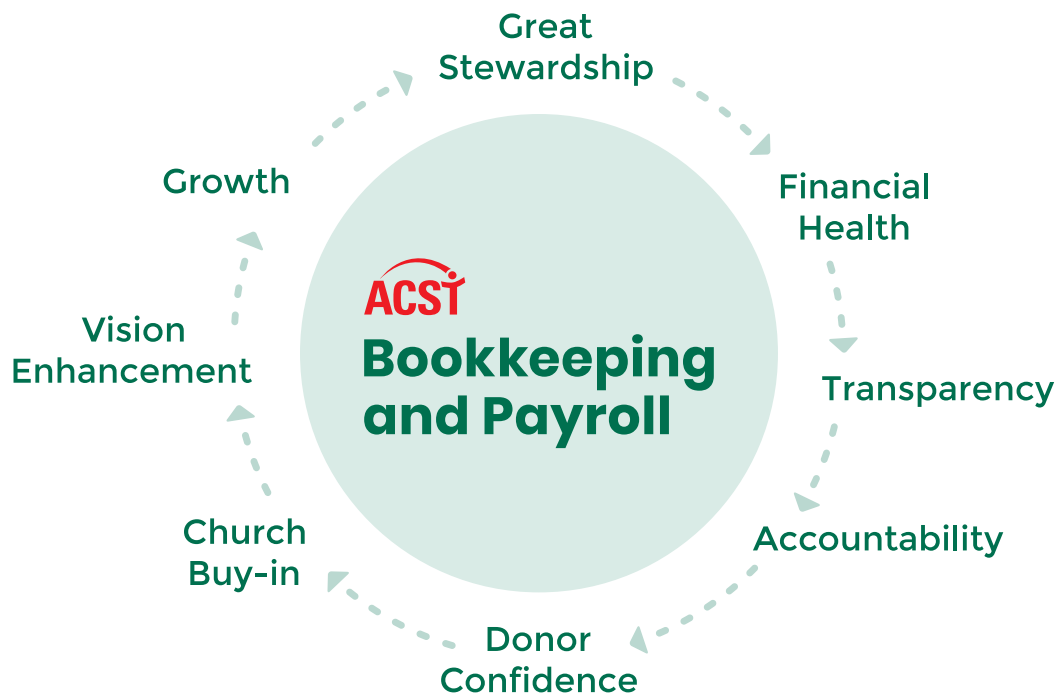 Great
Stewardship
Financial
Health
Transparency
Accountability
Donor
Confidence
Church
Buy-in
Vision
Enhancement
Growth
ACST
Bookkeeping
and Payroll